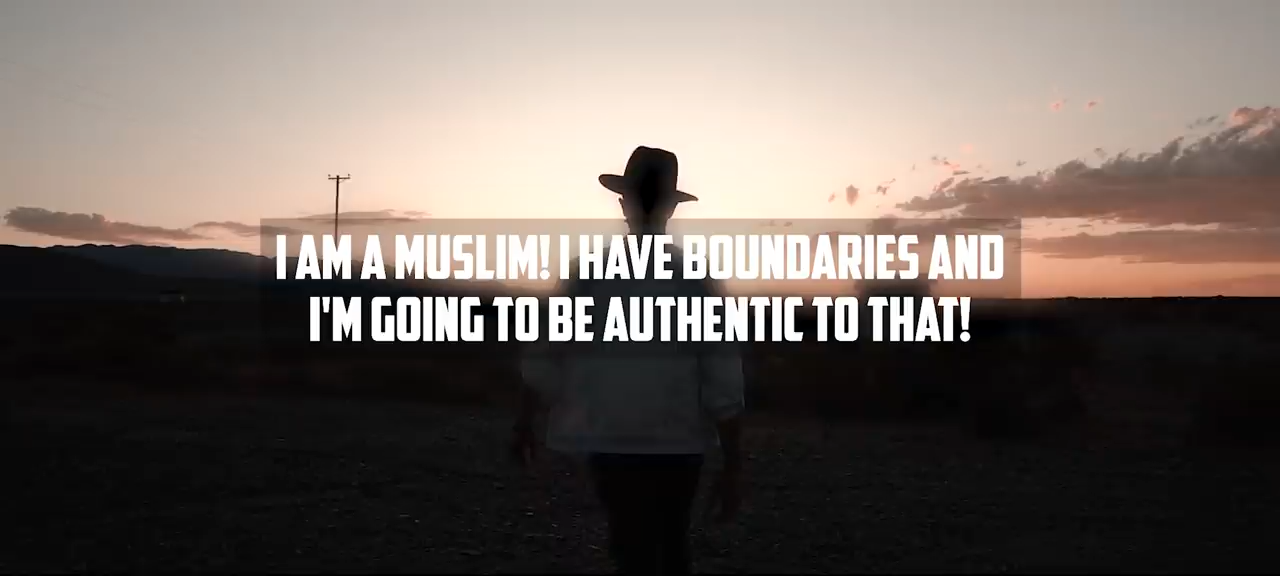 I AM A MUSLIM! I HAVE BOUNDARIES AND
I'M GOING TO BE AUTHENTIC TO THAT!